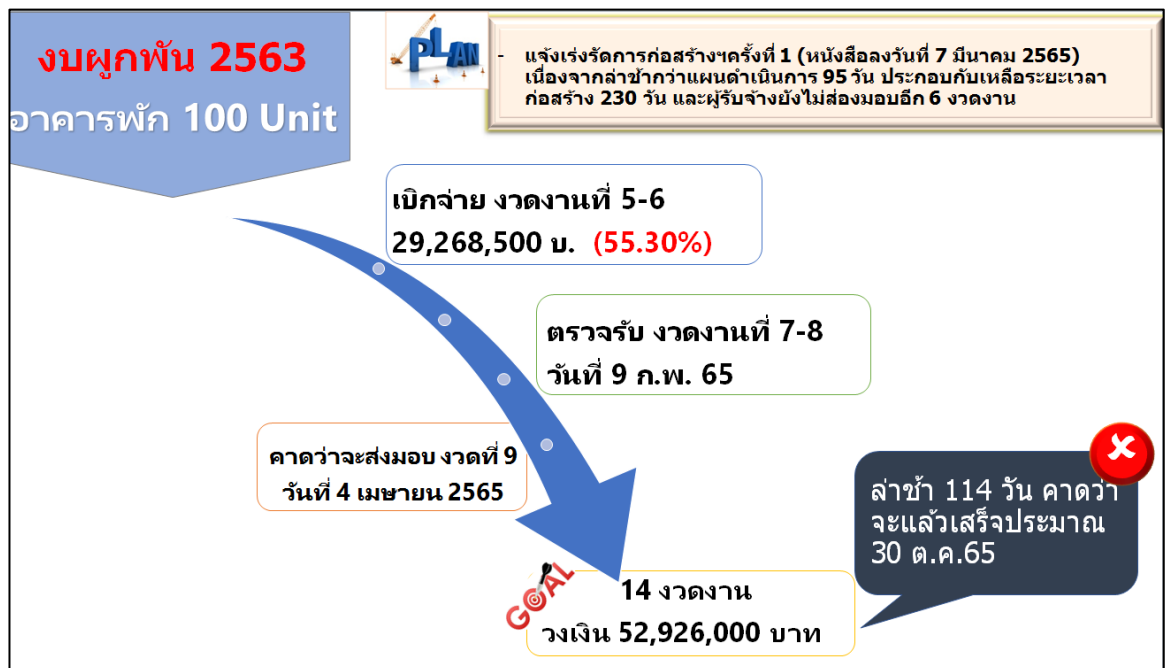 งบผูกพัน 2563
อาคารพัก 100 Unit
PLAN
- แจ้งเร่งรัดการก่อสร้างฯครั้งที่ 1 (หนังสือลงวันที่ 7 มีนาคม 2565)
เนื่องจากล่าช้ากว่าแผนดำเนินการ 95 วัน ประกอบกับเหลือระยะเวลา
ก่อสร้าง 230 วัน และผู้รับจ้างยังไม่ส่องมอบอีก 6 งวดงาน
เบิกจ่าย งวดงานที่ 5-6
29,268,500 บ. (55.30%)
ตรวจรับ งวดงานที่ 7-8
วันที่ 9 ก.พ. 65
คาดว่าจะส่งมอบ งวดที่ 9
วันที่ 4 เมษายน 2565
ล่าช้า 114 วัน คาดว่า
จะแล้วเสร็จประมาณ
30 ต.ค.65
GOAL
14 งวดงาน
วงเงิน 52,926,000 บาท